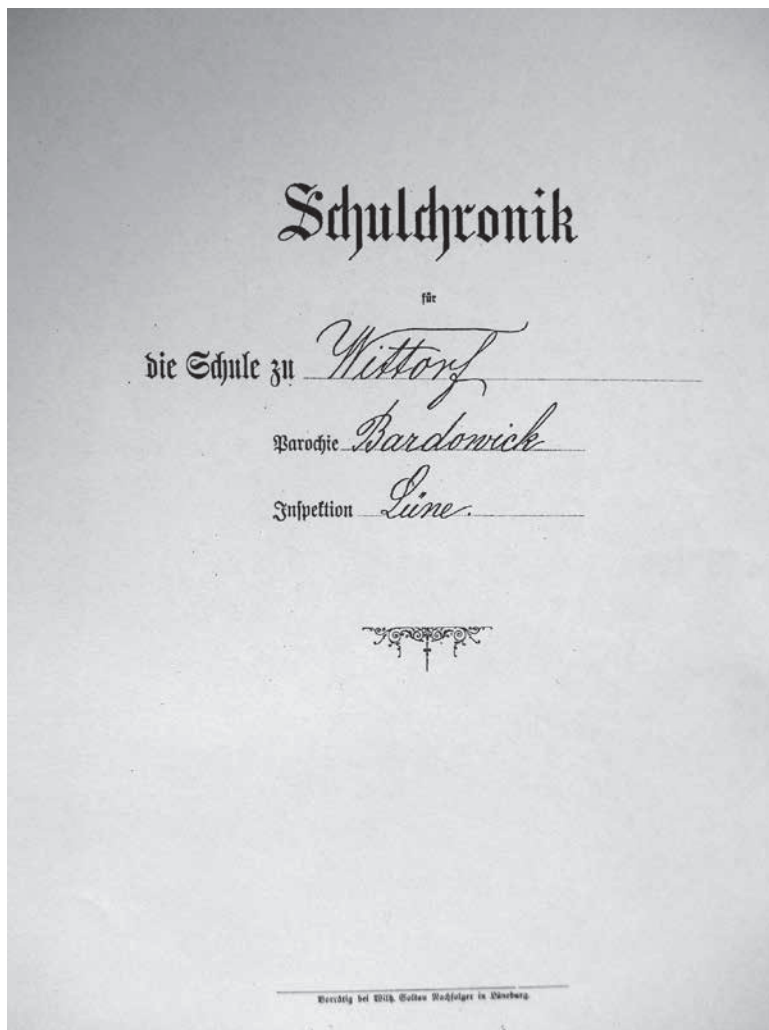 Schulchronik
für
die Schule zu Wittorf
Parochie Bardowick
Inspektion Lüne.
Vorrätig bei Wilh. Soltau Nachfolger in Lüneburg.